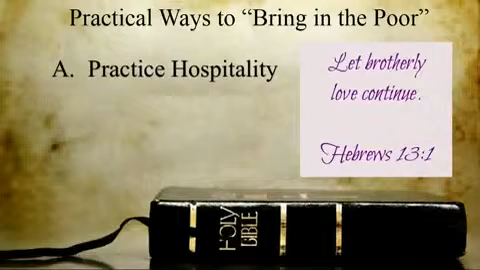 Practical Ways to “Bring in the Poor”
A. Practice Hospitality
Let brotherly
love continue.
Hebrews 13:1
HOLY
BIBLE